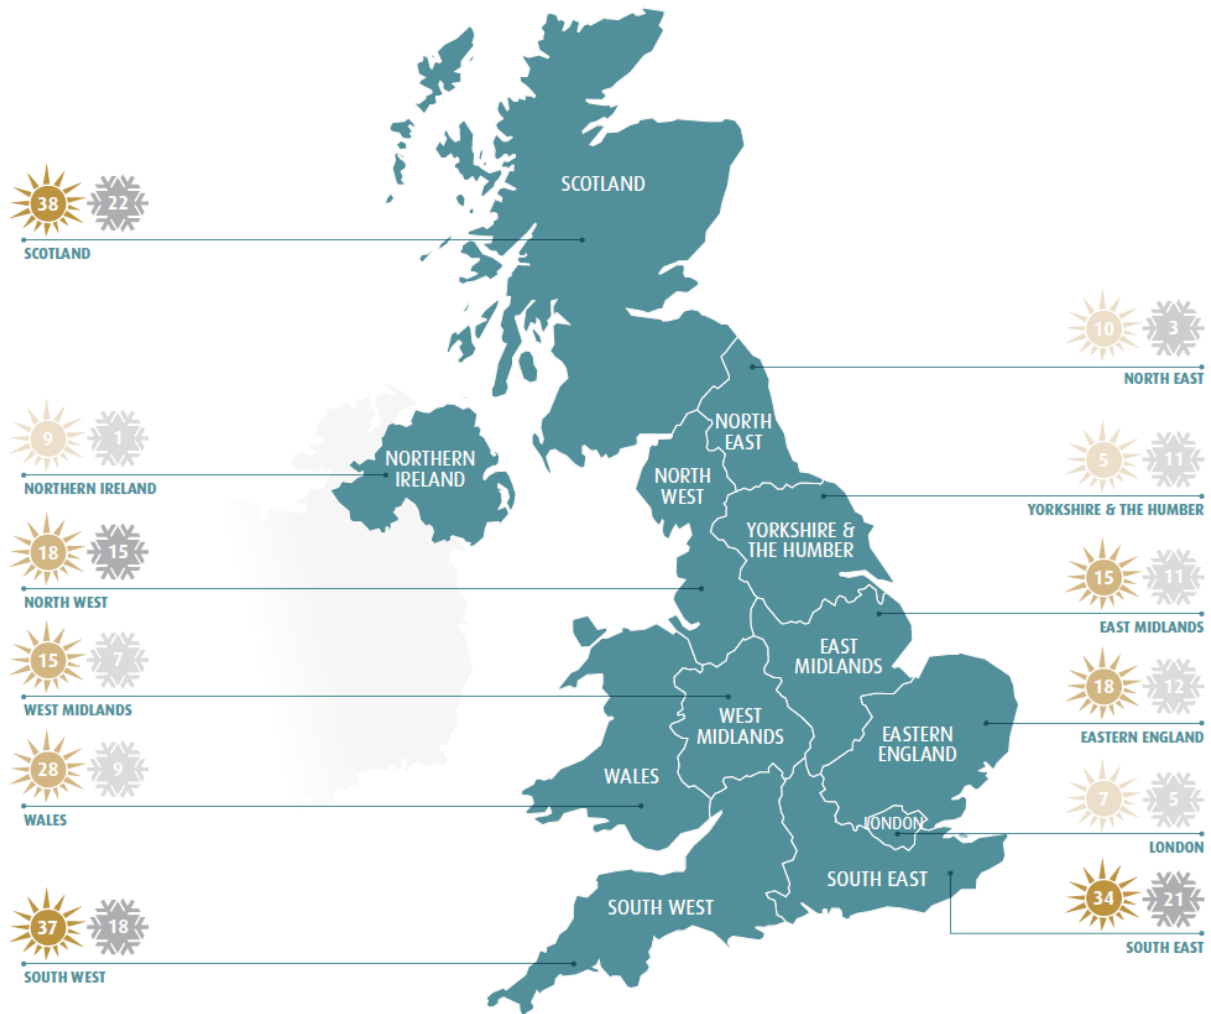 SCOTLAND
38 22
SCOTLAND
10 3
NORTH EAST
NORTH
EAST
9 1
NORTHERN IRELAND
NORTHERN
IRELAND
NORTH
WEST
5 11
YORKSHIRE & THE HUMBER
YORKSHIRE &
THE HUMBER
18 15
NORTH WEST
15 11
EAST MIDLANDS
EAST
MIDLANDS
15 7
WEST MIDLANDS
WEST
MIDLANDS
18 12
EASTERN ENGLAND
EASTERN
ENGLAND
28 9
WALES
WALES
7 5
LONDON
LONDON
SOUTH EAST
34 21
SOUTH EAST
SOUTH WEST
37 18
SOUTH WEST